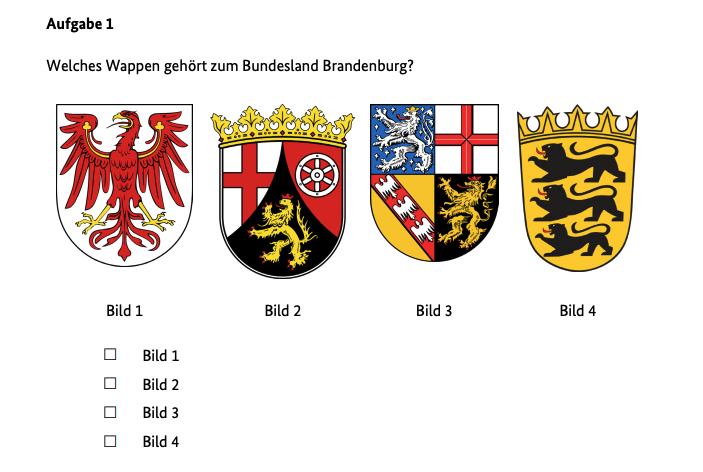 Aufgabe 1
Welches Wappen gehört zum Bundesland Brandenburg?
Bild 1 Bild 2 Bild 3 Bild 4
☐ Bild 1
☐ Bild 2
☐ Bild 3
☐ Bild 4